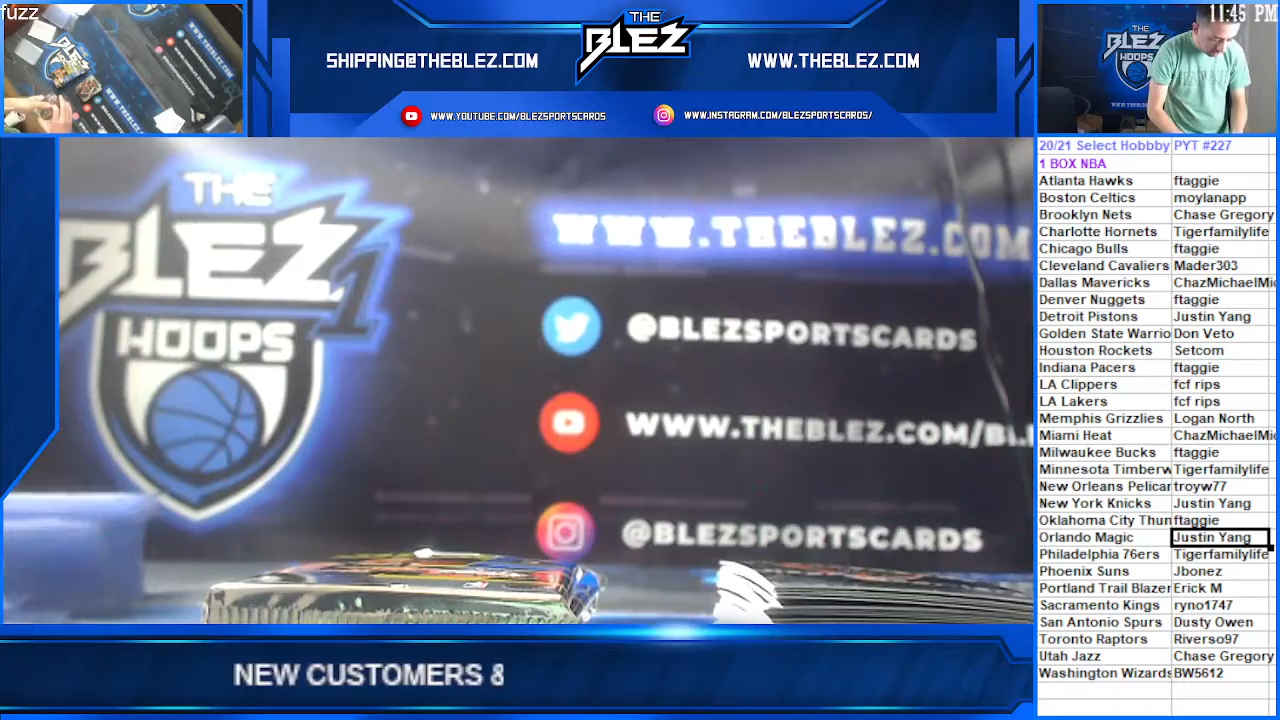 fuzz
THE
BLEZ
SHIPPING@THEBLEZ.COM
WWW.THEBLEZ.COM
WWW.YOUTUBE.COM/BLEZSPORTSCARDS
WWW.INSTAGRAM.COM/BLEZSPORTSCARDS/
11:45 PM
THE
BLEZ
HOOPS
THE
BLEZ 1
HOOPS
WWW.THEBLEZ.COM
@BLEZSPORTSCARDS
WWW.THEBLEZ.COM/BL
@BLEZSPORTSCARDS
NEW CUSTOMERS &
20/21 Select Hobbby PYT #227
1 BOX NBA
Atlanta Hawks ftaggie
Boston Celtics moylanapp
Brooklyn Nets Chase Gregory
Charlotte Hornets Tigerfamilylife
Chicago Bulls ftaggie
Cleveland Cavaliers Mader303
Dallas Mavericks ChazMichaelMic
Denver Nuggets ftaggie
Detroit Pistons Justin Yang
Golden State Warrio Don Veto
Houston Rockets Setcom
Indiana Pacers ftaggie
LA Clippers fcf rips
LA Lakers fcf rips
Memphis Grizzlies Logan North
Miami Heat ChazMichaelMic
Milwaukee Bucks ftaggie
Minnesota Timberw Tigerfamilylife
New Orleans Pelican troyw77
New York Knicks Justin Yang
Oklahoma City Thun ftaggie
Orlando Magic Justin Yang
Philadelphia 76ers Tigerfamilylife
Phoenix Suns Jbonez
Portland Trail Blazer Erick M
Sacramento Kings ryno1747
San Antonio Spurs Dusty Owen
Toronto Raptors Riverso97
Utah Jazz Chase Gregory
Washington Wizards BW5612